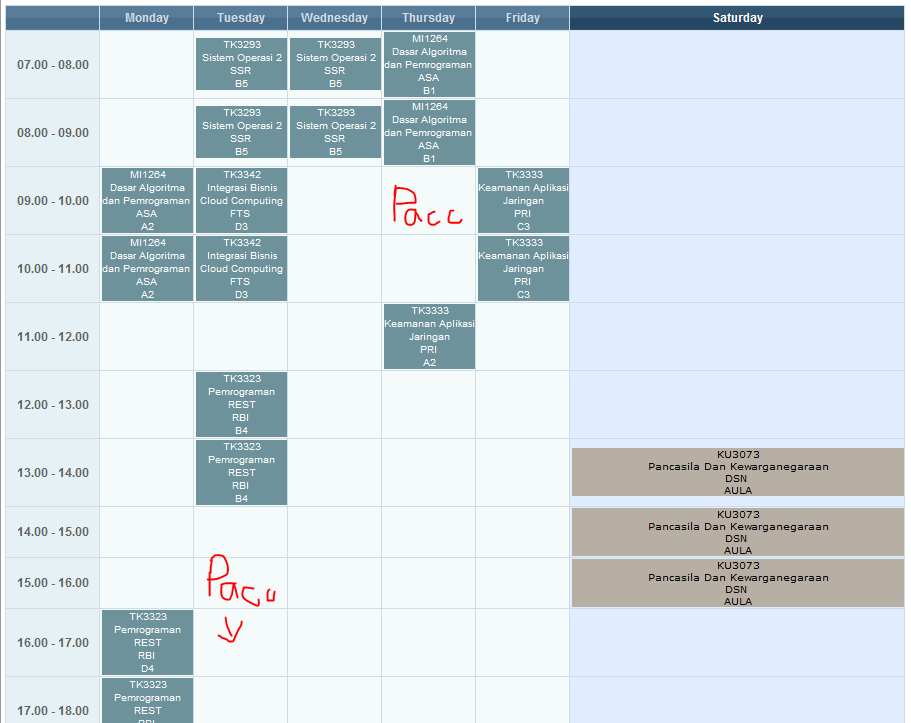 Monday Tuesday Wednesday Thursday Friday Saturday
07.00 - 08.00
TK3293
Sistem Operasi 2
SSR
B5
TK3293
Sistem Operasi 2
SSR
B5
MI1264
Dasar Algoritma
dan Pemrograman
ASA
B1
08.00 - 09.00
TK3293
Sistem Operasi 2
SSR
B5
TK3293
Sistem Operasi 2
SSR
B5
MI1264
Dasar Algoritma
dan Pemrograman
ASA
B1
09.00 - 10.00
MI1264
Dasar Algoritma
dan Pemrograman
ASA
A2
TK3342
Integrasi Bisnis
Cloud Computing
FTS
D3
TK3333
Keamanan Aplikasi
Jaringan
PRI
C3
10.00 - 11.00
MI1264
Dasar Algoritma
dan Pemrograman
ASA
A2
TK3342
Integrasi Bisnis
Cloud Computing
FTS
D3
TK3333
Keamanan Aplikasi
Jaringan
PRI
C3
11.00 - 12.00
TK3333
Keamanan Aplikasi
Jaringan
PRI
A2
12.00 - 13.00
TK3323
Pemrograman
REST
RBI
B4
13.00 - 14.00
TK3323
Pemrograman
REST
RBI
B4
KU3073
Pancasila Dan Kewarganegaraan
DSN
AULA
14.00 - 15.00
KU3073
Pancasila Dan Kewarganegaraan
DSN
AULA
15.00 - 16.00
KU3073
Pancasila Dan Kewarganegaraan
DSN
AULA
16.00 - 17.00
TK3323
Pemrograman
REST
RBI
D4
17.00 - 18.00
TK3323
Pemrograman
REST